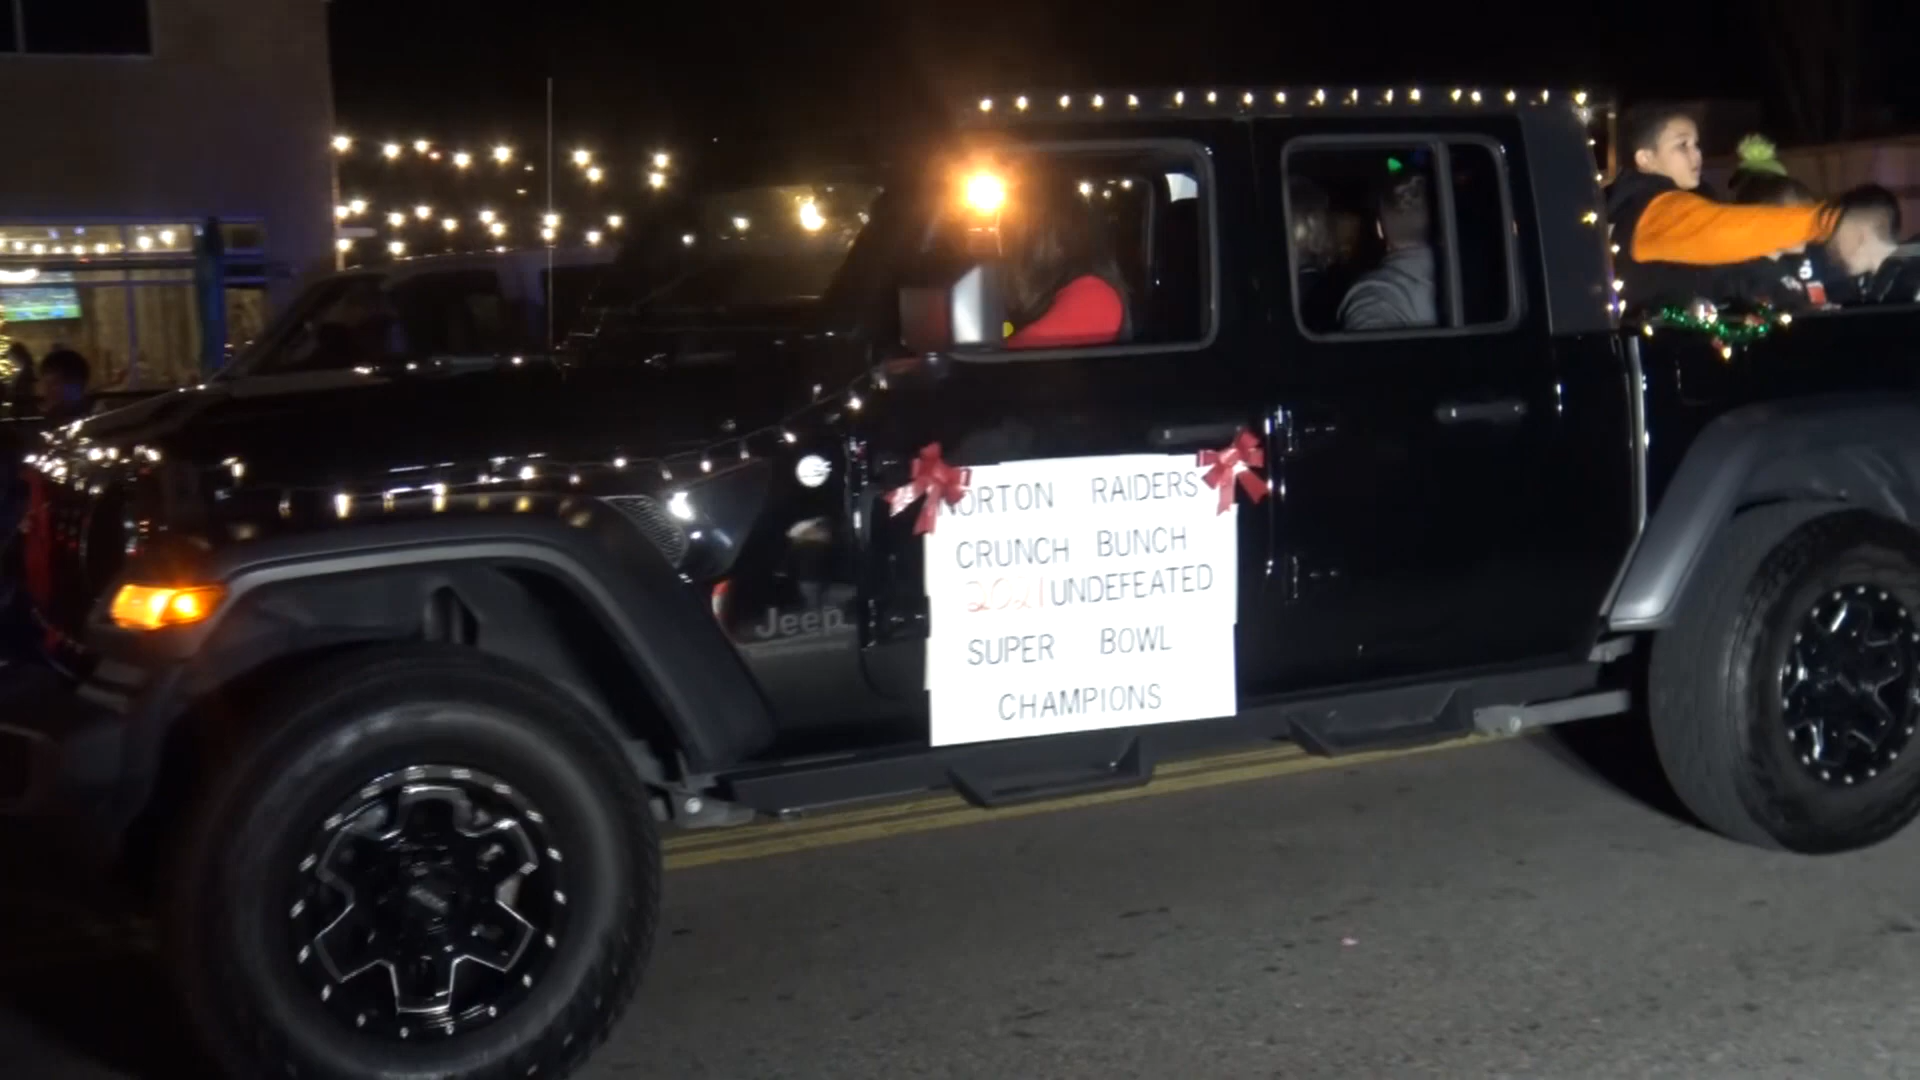 NORTON RAIDERS
CRUNCH BUNCH
2021 UNDEFEATED
SUPER BOWL
CHAMPIONS
Jeep